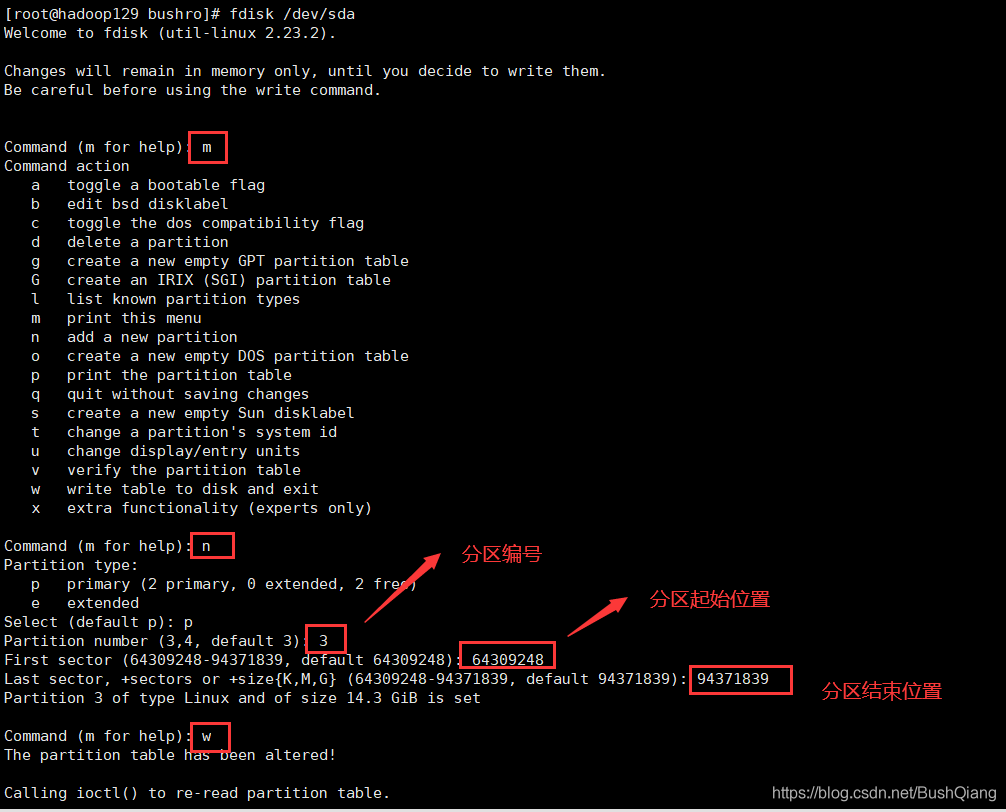 [root@hadoop129 bushro]# fdisk /dev/sda
Welcome to fdisk (util-linux 2.23.2).
Changes will remain in memory only, until you decide to write them.
Be careful before using the write command.
Command (m for help): m
Command action
a   toggle a bootable flag
b   edit bsd disklabel
c   toggle the dos compatibility flag
d   delete a partition
g   create a new empty GPT partition table
G   create an IRIX (SGI) partition table
l   list known partition types
m   print this menu
n   add a new partition
o   create a new empty DOS partition table
p   print the partition table
q   quit without saving changes
s   create a new empty Sun disklabel
t   change a partition's system id
u   change display/entry units
v   verify the partition table
w   write table to disk and exit
x   extra functionality (experts only)
Command (m for help): n
分区编号
Partition type:
p   primary (2 primary, 0 extended, 2 free)
e   extended
分区起始位置
Select (default p): p
Partition number (3,4, default 3): 3
First sector (64309248-94371839, default 64309248): 64309248
Last sector, +sectors or +size{K,M,G} (64309248-94371839, default 94371839): 94371839
分区结束位置
Partition 3 of type Linux and of size 14.3 GiB is set
Command (m for help): w
The partition table has been altered!
Calling ioctl() to re-read partition table.
https://blog.csdn.net/BushQiang